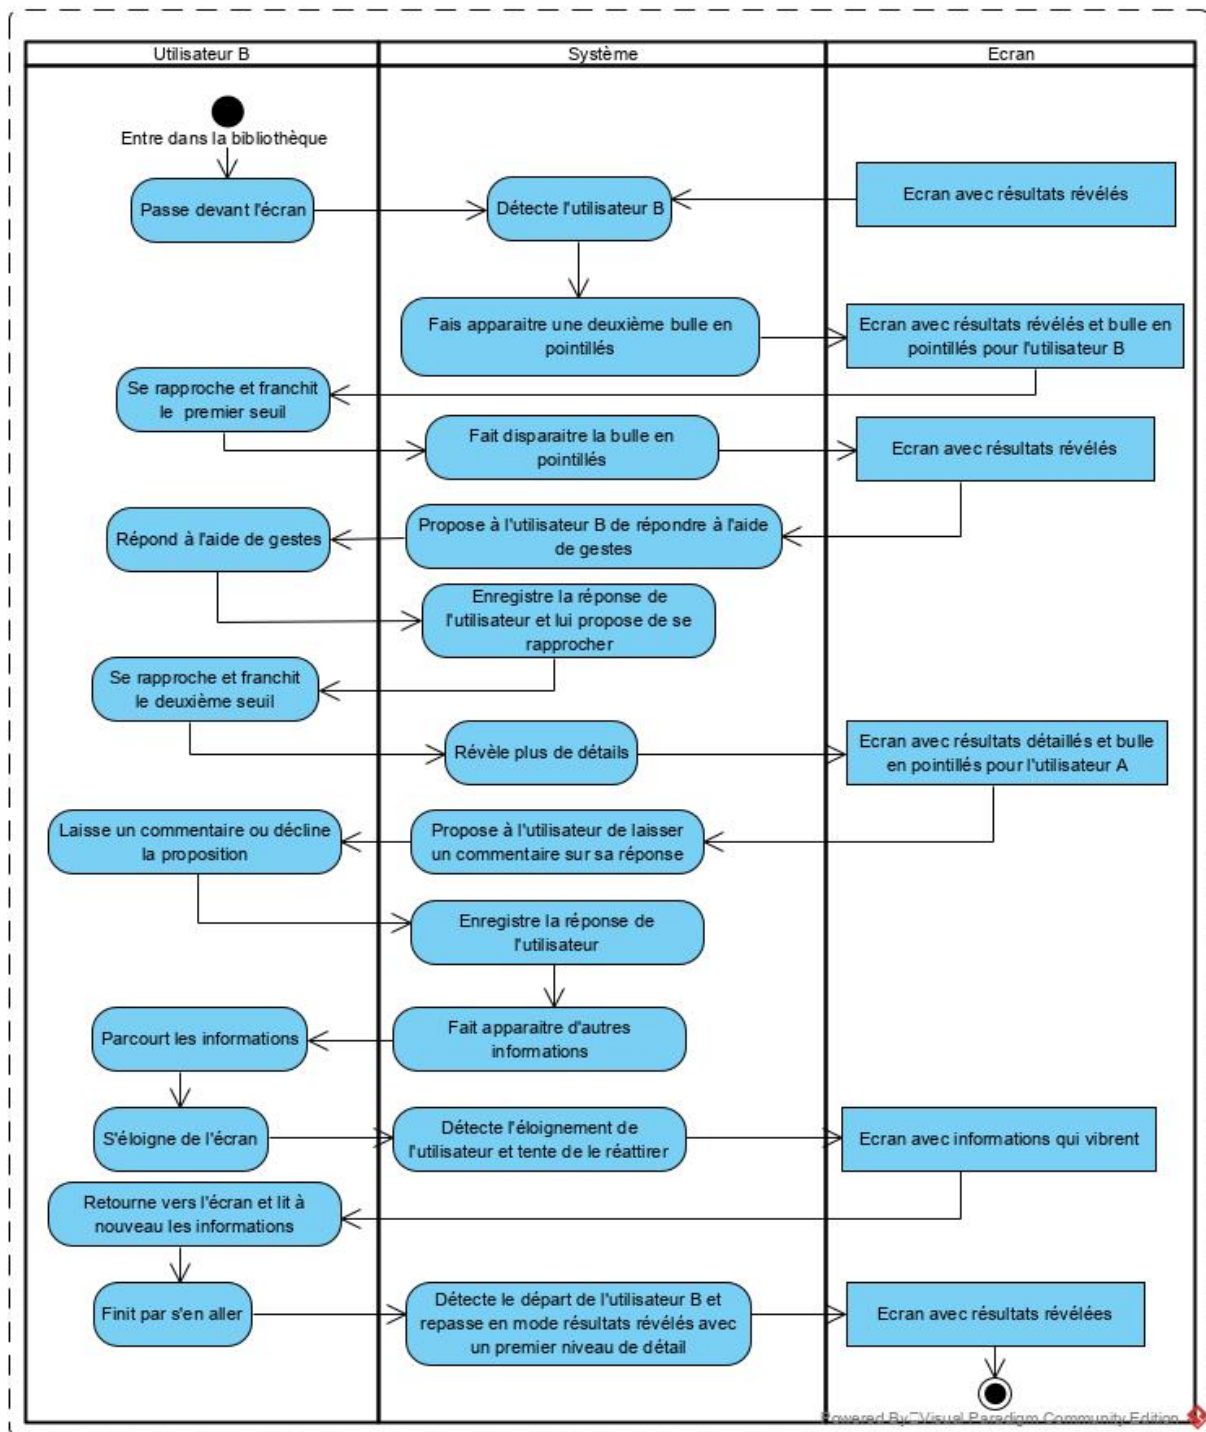 Utilisateur B
Système
Ecran
Entre dans la bibliothèque
Passe devant l'écran
Détecte l'utilisateur B
Ecran avec résultats révélés
Fais apparaitre une deuxième bulle en
pointillés
Ecran avec résultats révélés et bulle en
pointillés pour l'utilisateur B
Se rapproche et franchit
le premier seuil
Fait disparaitre la bulle en
pointillés
Ecran avec résultats révélés
Propose à l'utilisateur B de répondre à l'aide
de gestes
Répond à l'aide de gestes
Enregistre la réponse de
l'utilisateur et lui propose de se
rapprocher
Se rapproche et franchit
le deuxième seuil
Révèle plus de détails
Ecran avec résultats détaillés et bulle
en pointillés pour l'utilisateur A
Propose à l'utilisateur de laisser
un commentaire sur sa réponse
Laisse un commentaire ou décline
la proposition
Enregistre la réponse de
l'utilisateur
Fait apparaitre d'autres
informations
Parcourt les informations
S'éloigne de l'écran
Détecte l'éloignement de
l'utilisateur et tente de le réattirer
Ecran avec informations qui vibrent
Retourne vers l'écran et lit à
nouveau les informations
Finit par s'en aller
Détecte le départ de l'utilisateur B et
repasse en mode résultats révélés avec
un premier niveau de détail
Ecran avec résultats révélées
Powered By Visual Paradigm Community Edition